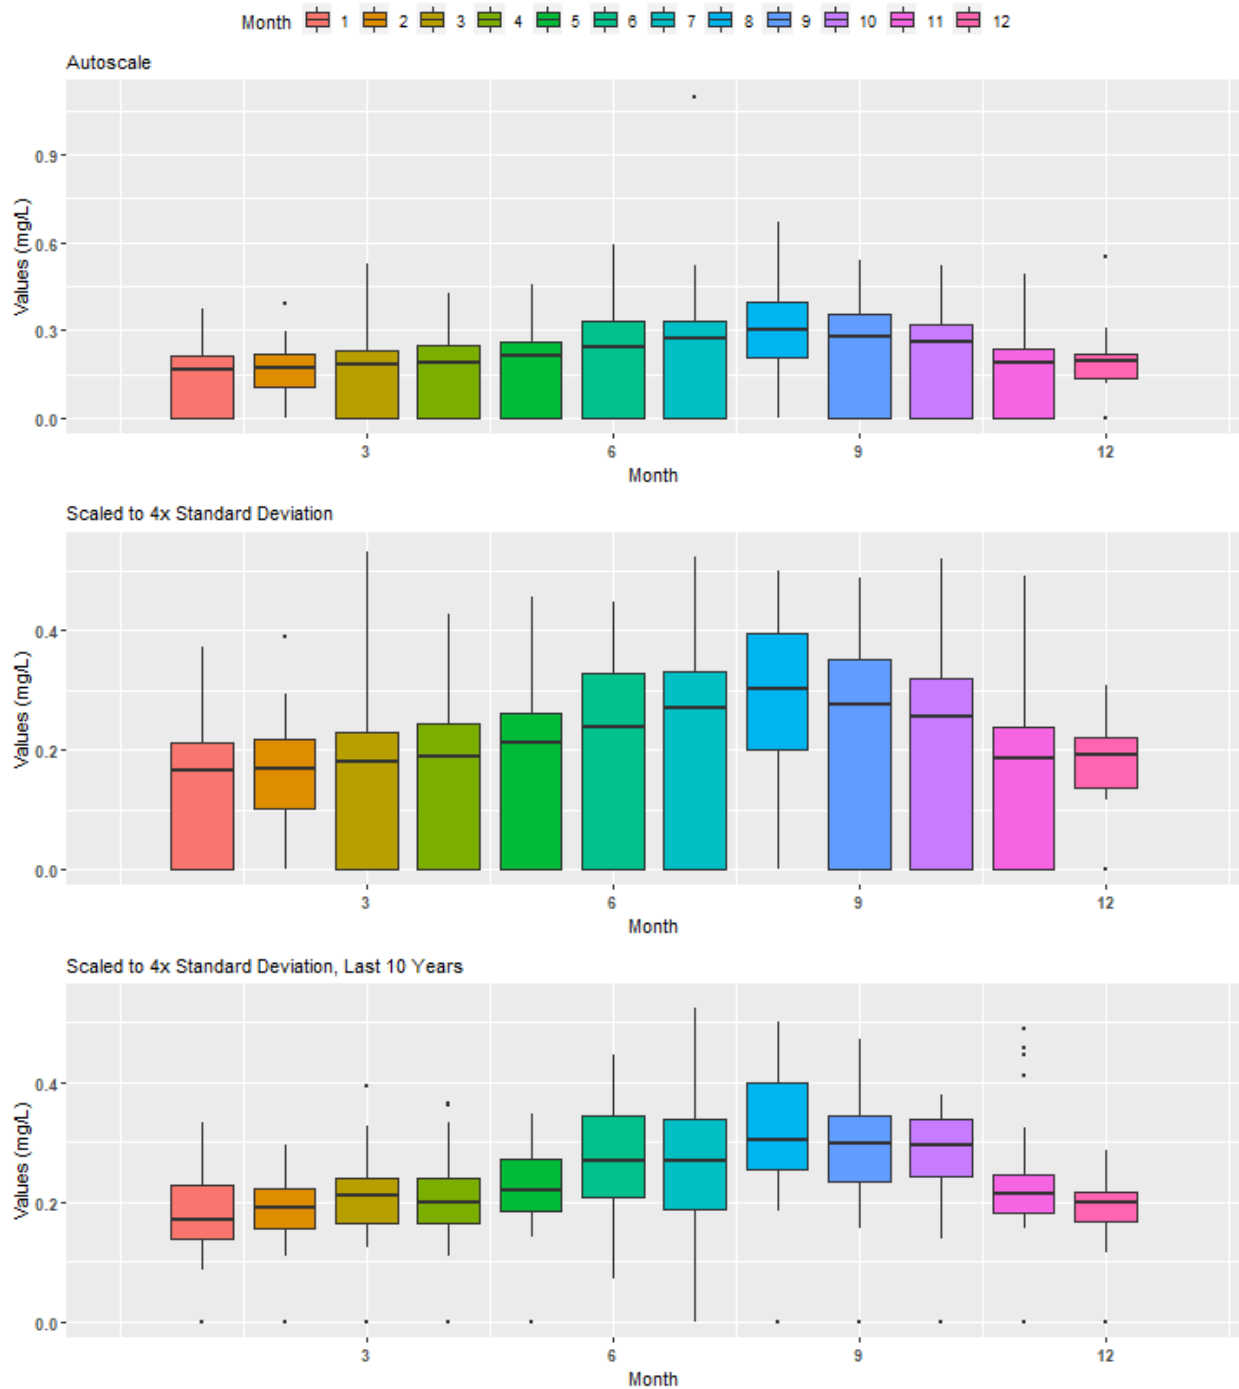 Month 1 2 3 4 5 6 7 8 9 10 11 12
Autoscale
Values (mg/L)
0.9
0.6
0.3
0.0
3 6 9 12
Month
Scaled to 4x Standard Deviation
Values (mg/L)
0.4
0.2
0.0
3 6 9 12
Month
Scaled to 4x Standard Deviation, Last 10 Years
Values (mg/L)
0.4
0.2
0.0
3 6 9 12
Month